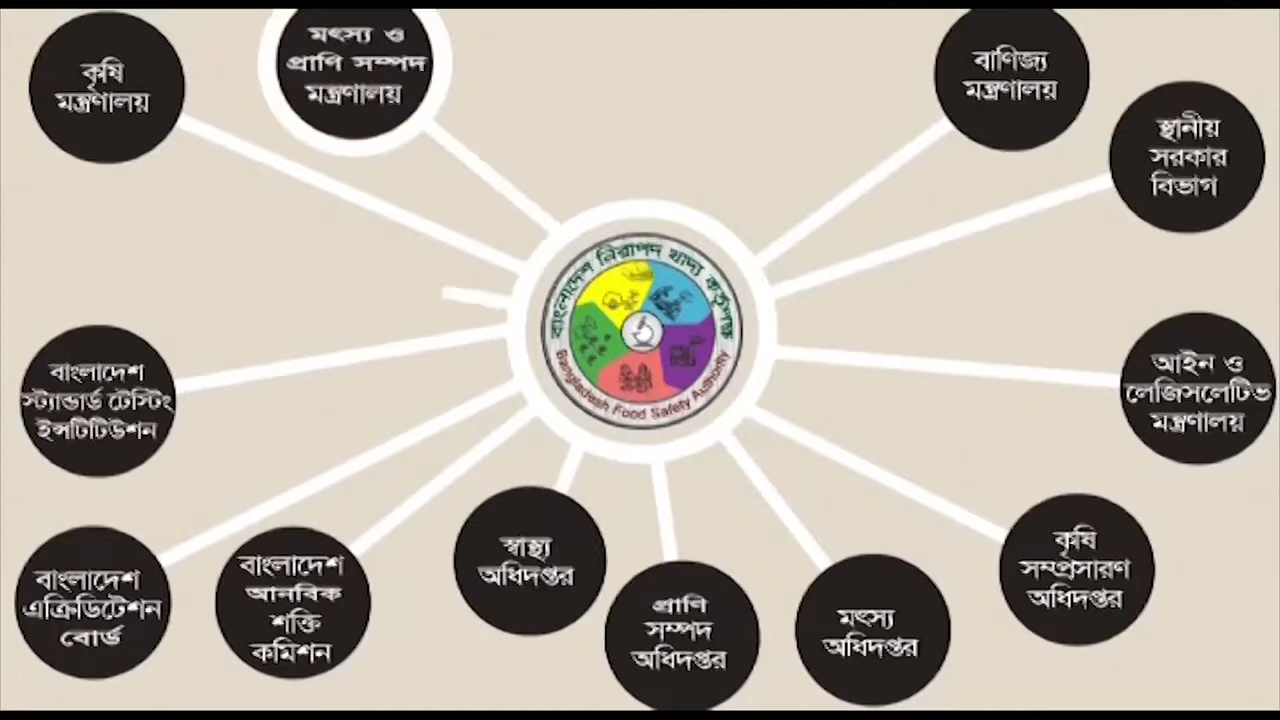 কৃষি
মন্ত্রণালয়
মৎস্য ও
প্রাণি সম্পদ
মন্ত্রণালয়
বাণিজ্য
মন্ত্রণালয়
স্থানীয়
সরকার
বিভাগ
বাংলাদেশ নিরাপদ খাদ্য কর্তৃপক্ষ
Bangladesh Food Safety Authority
বাংলাদেশ
স্ট্যান্ডার্ড টেস্টিং
ইন্সটিটিউশন
আইন ও
লেজিসলেটিভ
মন্ত্রণালয়
বাংলাদেশ
এক্রিডিটেশন
বোর্ড
বাংলাদেশ
আনবিক
শক্তি
কমিশন
স্বাস্থ্য
অধিদপ্তর
প্রাণি
সম্পদ
অধিদপ্তর
মৎস্য
অধিদপ্তর
কৃষি
সম্প্রসারণ
অধিদপ্তর